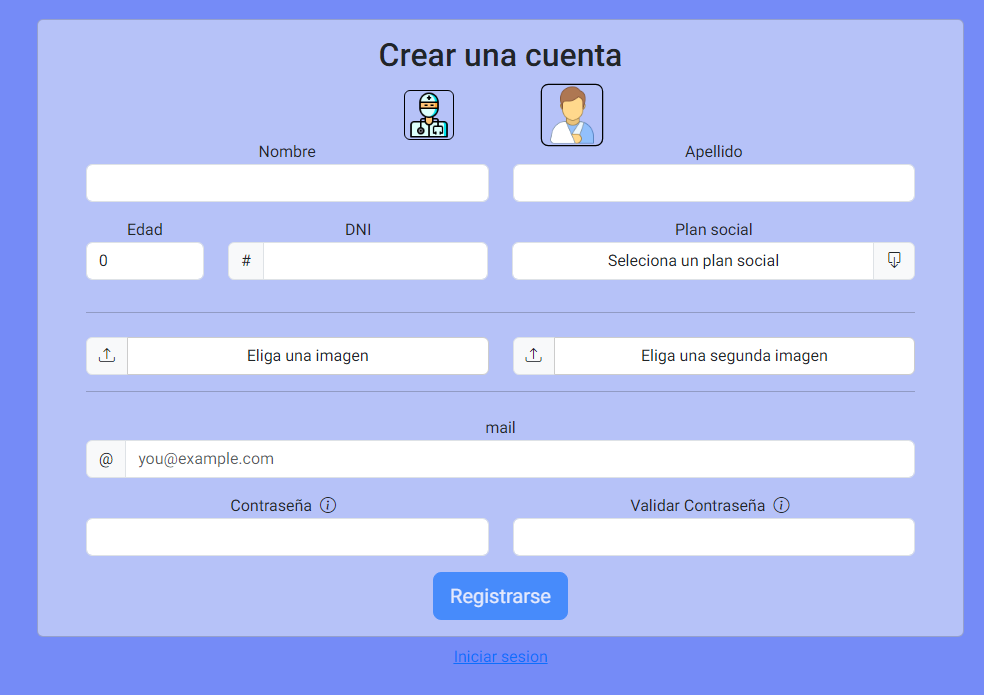 Crear una cuenta
Nombre
Apellido
Edad
DNI
Plan social
0
#
Seleciona un plan social
Eliga una imagen
Eliga una segunda imagen
mail
@ you@example.com
Contraseña
Validar Contraseña
Registrarse
Iniciar sesion